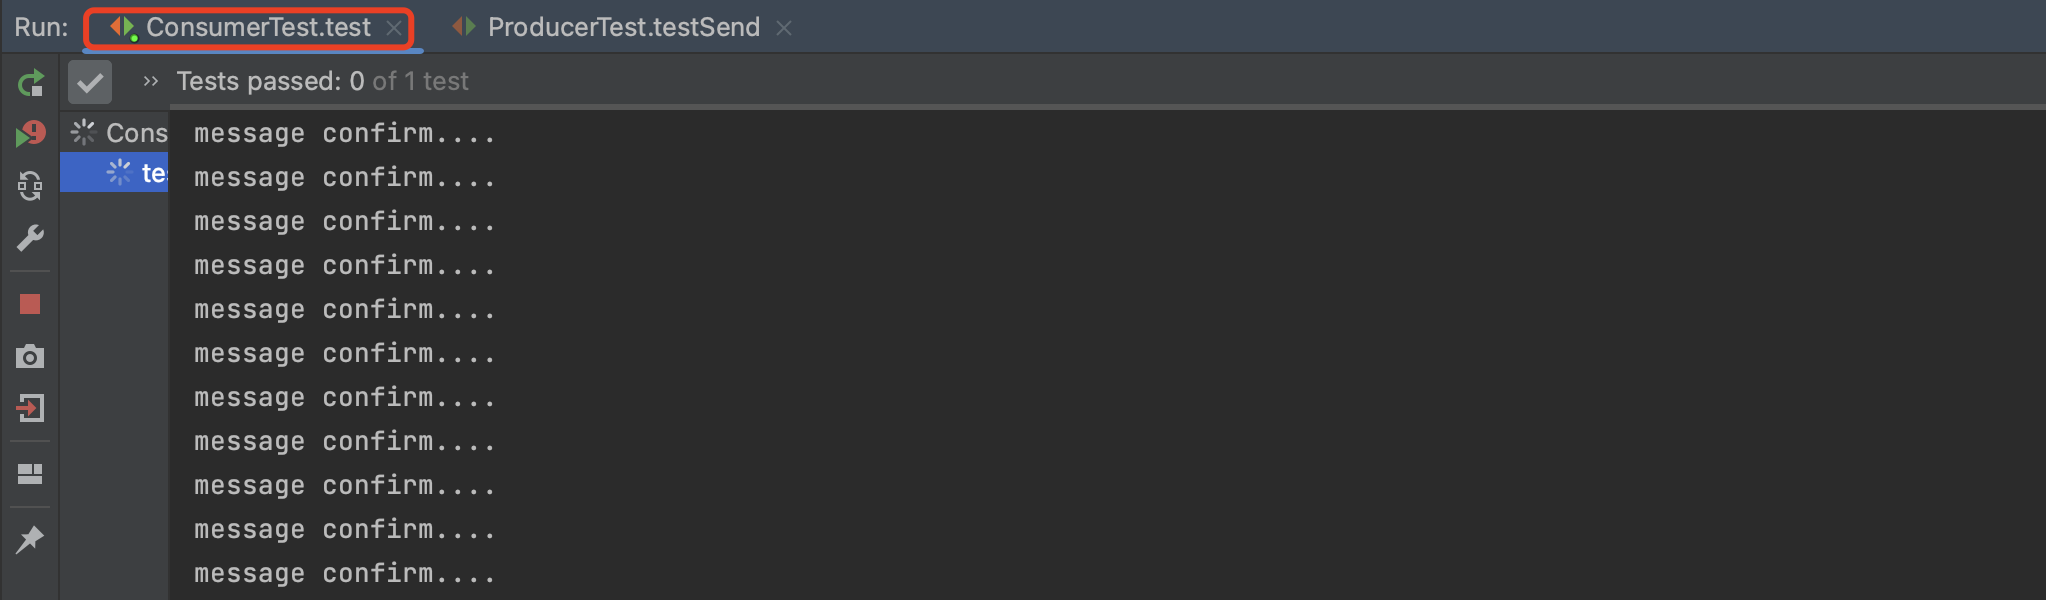 Run: ConsumerTest.test ProducerTest.testSend
Tests passed: 0 of 1 test
Cons
tes
message confirm....
message confirm....
message confirm....
message confirm....
message confirm....
message confirm....
message confirm....
message confirm....
message confirm....
message confirm....
message confirm....